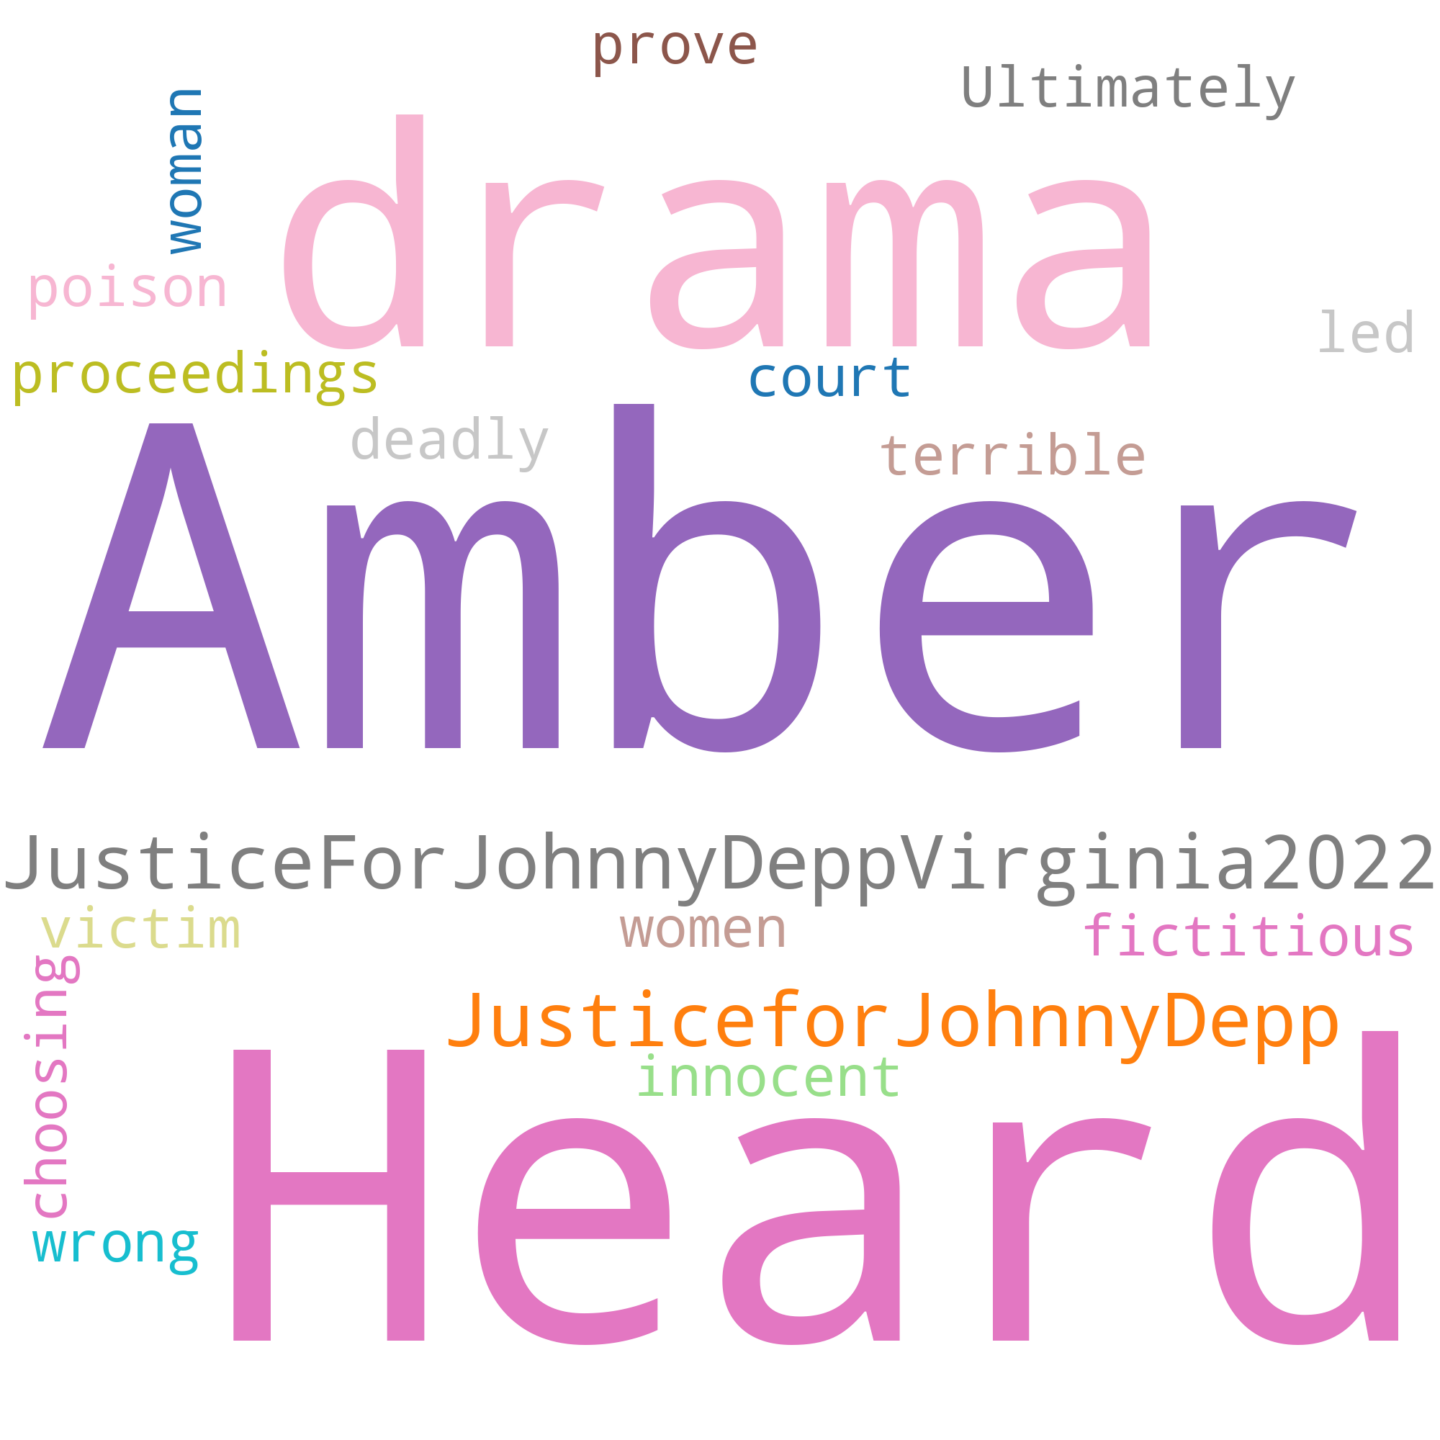 prove
Ultimately
woman
drama
poison
led
proceedings
court
deadly
terrible
Amber
JusticeForJohnnyDeppVirginia2022
victim
women
fictitious
choosing
JusticeforJohnnyDepp
innocent
wrong
Heard